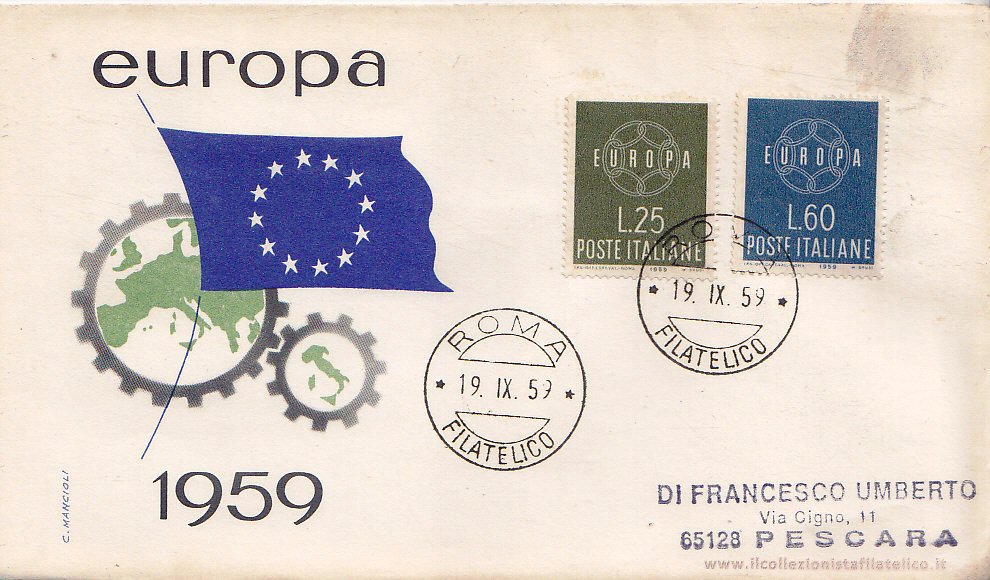 europa
EUROPA
L.25
POSTE ITALIANE
1959
EUROPA
L.60
POSTE ITALIANE
1959
ROMA
19. IX. 59
FILATELICO
ROMA
19. IX. 59
FILATELICO
1959
C. MANCIOLI
DI FRANCESCO UMBERTO
Via Cigno, 11
65128 PESCARA
www.ilcollezionistafilatelico.it